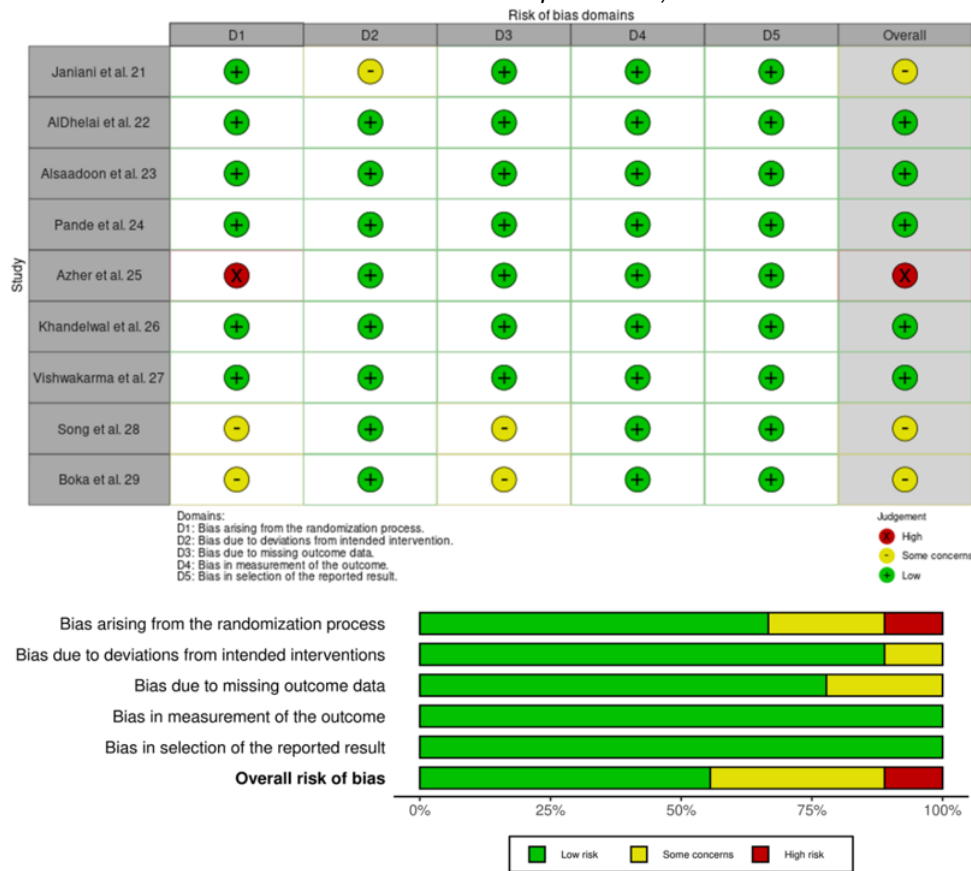 Risk of bias domains
D1 D2 D3 D4 D5 Overall
Study
Janiani et al. 21 + - + + + -
AlDhelai et al. 22 + + + + + +
Alsaadoon et al. 23 + + + + + +
Pande et al. 24 + + + + + +
Azher et al. 25 X + + + + X
Khandelwal et al. 26 + + + + + +
Vishwakarma et al. 27 + + + + + +
Song et al. 28 - + - + + -
Boka et al. 29 - + - + + -
Domains:
D1: Bias arising from the randomization process.
D2: Bias due to deviations from intended intervention.
D3: Bias due to missing outcome data.
D4: Bias in measurement of the outcome.
D5: Bias in selection of the reported result.
Judgement
X High
- Some concerns
+ Low
Bias arising from the randomization process
Bias due to deviations from intended interventions
Bias due to missing outcome data
Bias in measurement of the outcome
Bias in selection of the reported result
Overall risk of bias
0% 25% 50% 75% 100%
Low risk Some concerns High risk